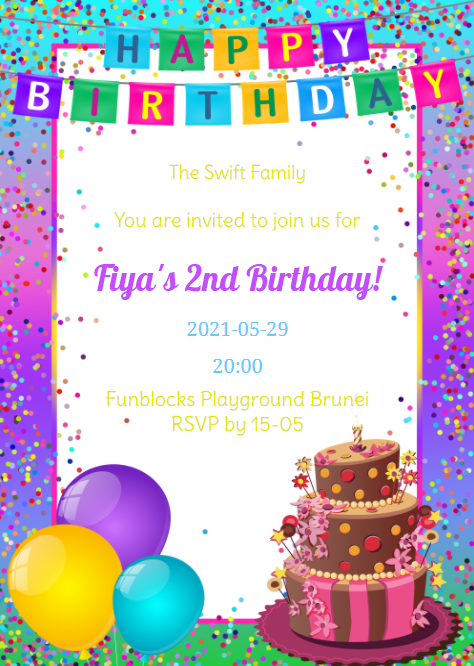 HAPPY
BIRTHDAY
The Swift Family
You are invited to join us for
Fiya's 2nd Birthday!
2021-05-29
20:00
Funblocks Playground Brunei
RSVP by 15-05